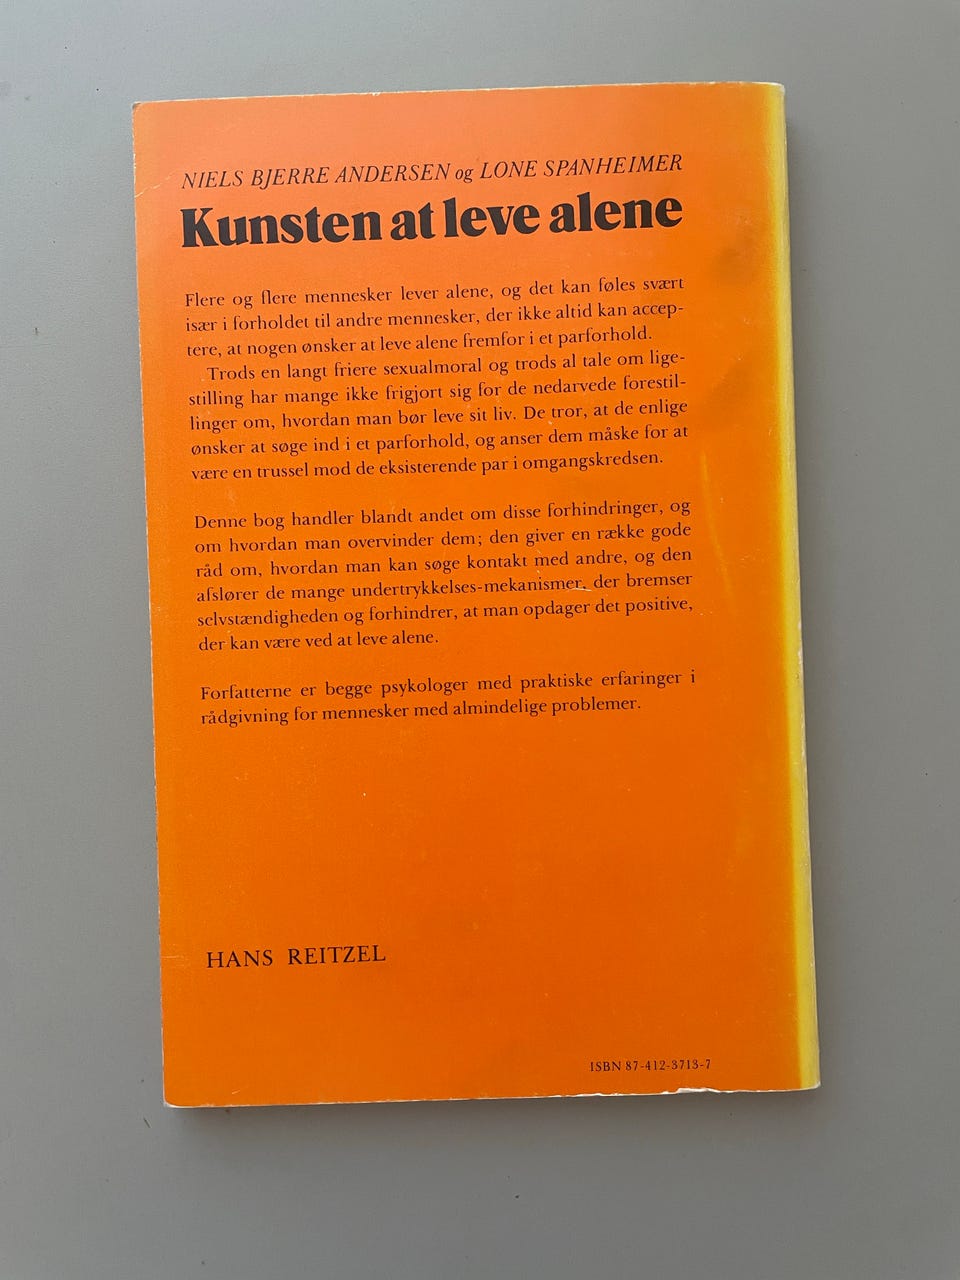 NIELS BJERRE ANDERSEN og LONE SPANHEIMER
Kunsten at leve alene
Flere og flere mennesker lever alene, og det kan føles svært
især i forholdet til andre mennesker, der ikke altid kan accep-
tere, at nogen ønsker at leve alene fremfor i et parforhold.
Trods en langt friere sexualmoral og trods al tale om lige-
stilling har mange ikke frigjort sig for de nedarvede forestil-
linger om, hvordan man bør leve sit liv. De tror, at de enlige
ønsker at søge ind i et parforhold, og anser dem måske for at
være en trussel mod de eksisterende par i omgangskredsen.
Denne bog handler blandt andet om disse forhindringer, og
om hvordan man overvinder dem; den giver en række gode
råd om, hvordan man kan søge kontakt med andre, og den
afslører de mange undertrykkelses-mekanismer, der bremser
selvstændigheden og forhindrer, at man opdager det positive,
der kan være ved at leve alene.
Forfatterne er begge psykologer med praktiske erfaringer i
rådgivning for mennesker med almindelige problemer.
HANS REITZEL
ISBN 87-412-3713-7